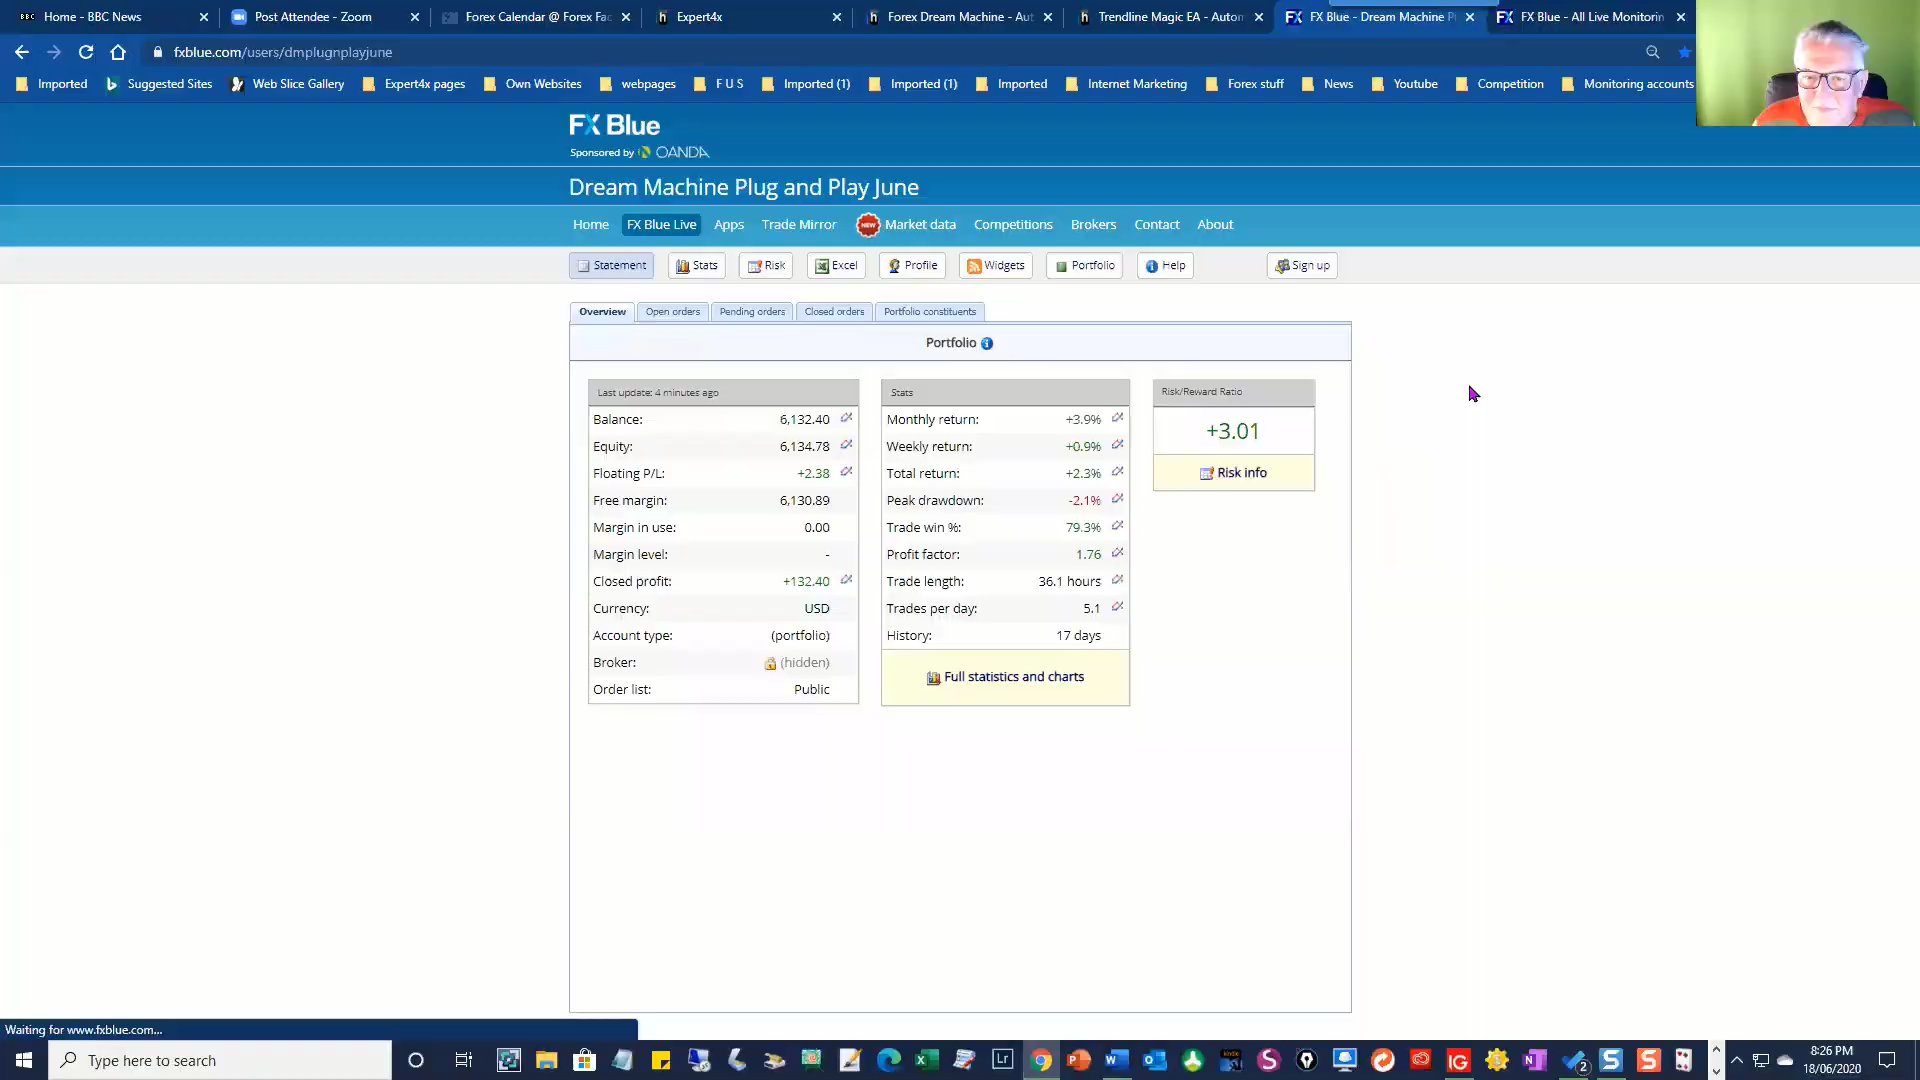 Home - BBC News
Post Attendee - Zoom
Forex Calendar @ Forex Fac
Expert4x
Forex Dream Machine - Aut
Trendline Magic EA - Autom
FX Blue - Dream Machine P
FX Blue - All Live Monitorin
fxblue.com/users/dmplugnplayjune
Imported
Suggested Sites
Web Slice Gallery
Expert4x pages
Own Websites
webpages
F U S
Imported (1)
Imported (1)
Imported
Internet Marketing
Forex stuff
News
Youtube
Competition
Monitoring accounts
FX Blue
Sponsored by OANDA
Dream Machine Plug and Play June
Home
FX Blue Live
Apps
Trade Mirror
NEW
Market data
Competitions
Brokers
Contact
About
Statement
Stats
Risk
Excel
Profile
Widgets
Portfolio
Help
Sign up
Overview
Open orders
Pending orders
Closed orders
Portfolio constituents
Portfolio
Last update: 4 minutes ago
Balance: 6,132.40
Equity: 6,134.78
Floating P/L: +2.38
Free margin: 6,130.89
Margin in use: 0.00
Margin level: -
Closed profit: +132.40
Currency: USD
Account type: (portfolio)
Broker: (hidden)
Order list: Public
Stats
Monthly return: +3.9%
Weekly return: +0.9%
Total return: +2.3%
Peak drawdown: -2.1%
Trade win %: 79.3%
Profit factor: 1.76
Trade length: 36.1 hours
Trades per day: 5.1
History: 17 days
Full statistics and charts
Risk/Reward Ratio
+3.01
Risk info
Waiting for www.fxblue.com...
Type here to search
Lr
IG
2
8:26 PM
18/06/2020